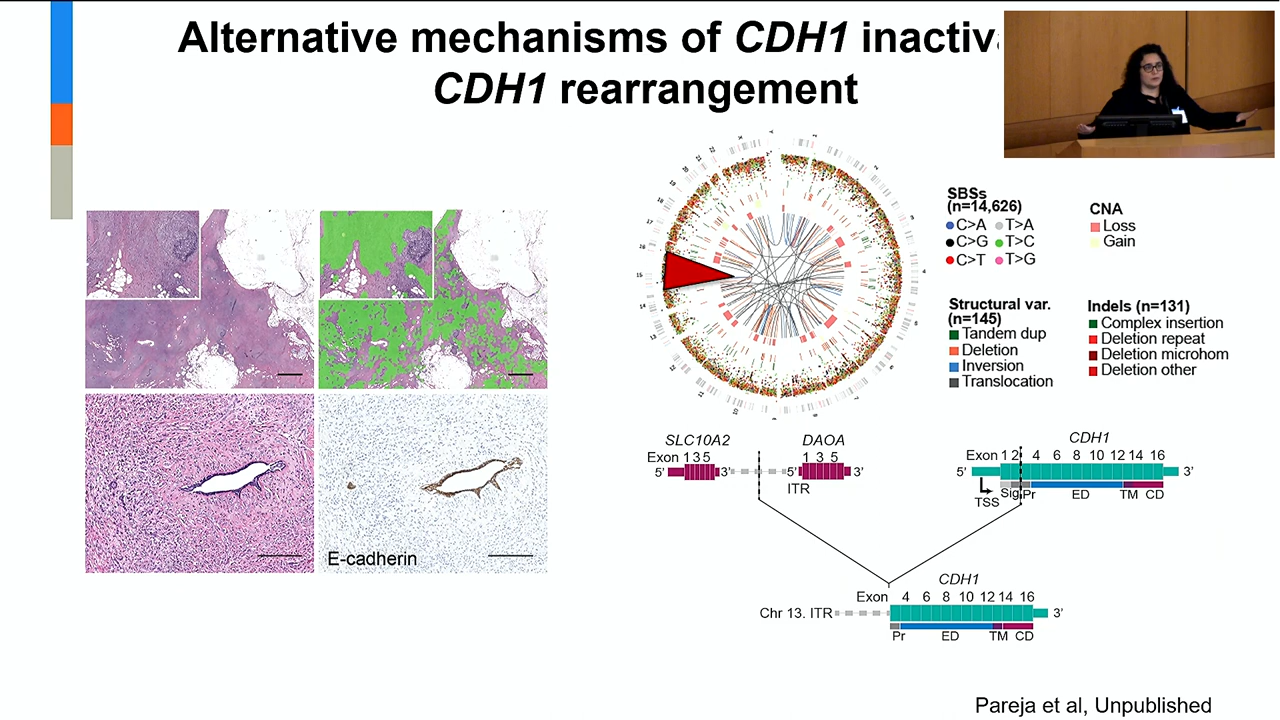 Alternative mechanisms of CDH1
CDH1 rearrangement
SBSs
(n=14,626)
C>A T>A
C>G T>C
C>T T>G
CNA
Loss
Gain
Structural var.
(n=145)
Tandem dup
Deletion
Inversion
Translocation
Indels (n=131)
Complex insertion
Deletion repeat
Deletion microhom
Deletion other
E-cadherin
SLC10A2
Exon 1 3 5
5' 3'
DAOA
1 3 5
5' 3'
ITR
CDH1
Exon 1 2 4 6 8 10 12 14 16
5' 3'
TSS
Sig Pr ED TM CD
CDH1
Exon 4 6 8 10 12 14 16
Chr 13. ITR 3'
Pr ED TM CD
Pareja et al, Unpublished